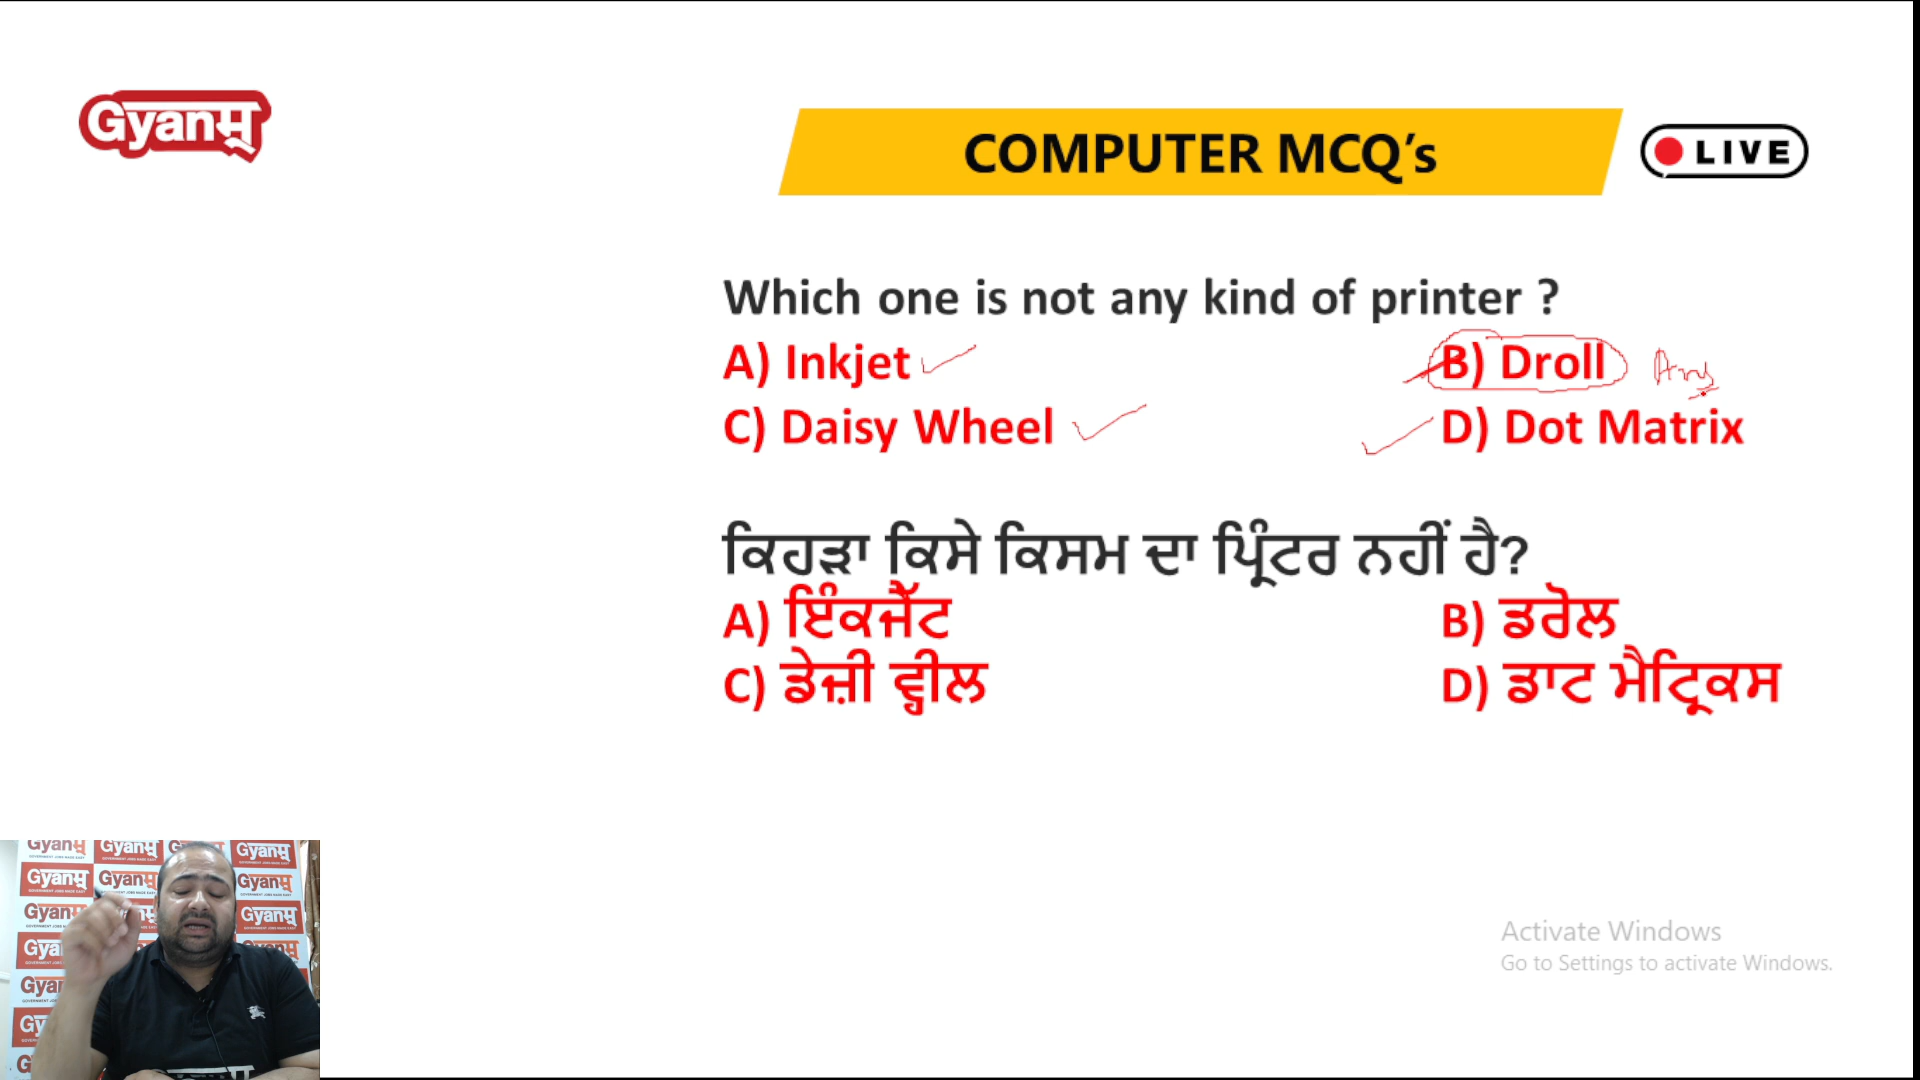 Gyanम्
COMPUTER MCQ’s
LIVE
Which one is not any kind of printer ?
A) Inkjet
B) Droll Ans
C) Daisy Wheel
D) Dot Matrix
ਕਿਹੜਾ ਕਿਸੇ ਕਿਸਮ ਦਾ ਪ੍ਰਿੰਟਰ ਨਹੀਂ ਹੈ?
A) ਇੰਕਜੈੱਟ
B) ਡਰੋਲ
C) ਡੇਜ਼ੀ ਵ੍ਹੀਲ
D) ਡਾਟ ਮੈਟ੍ਰਿਕਸ
Activate Windows
Go to Settings to activate Windows.